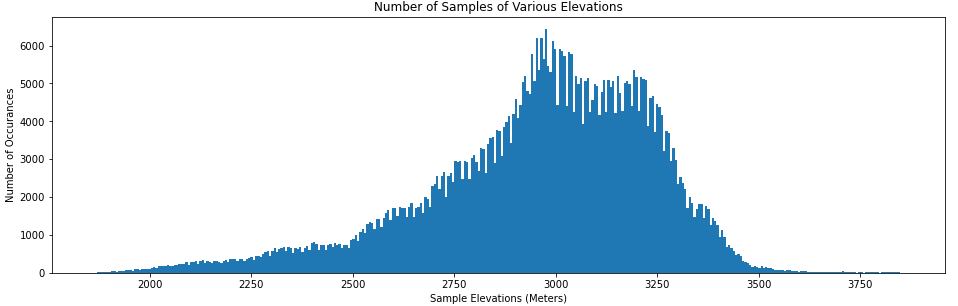 Number of Samples of Various Elevations
Number of Occurances
6000
5000
4000
3000
2000
1000
0
2000 2250 2500 2750 3000 3250 3500 3750
Sample Elevations (Meters)